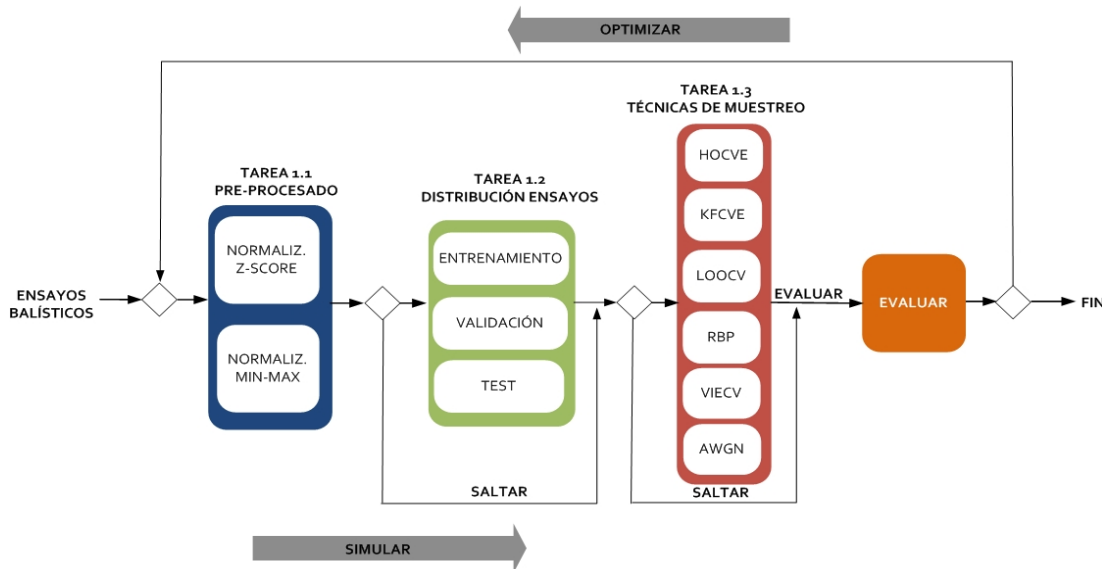 OPTIMIZAR
TAREA 1.3
TÉCNICAS DE MUESTREO
TAREA 1.1
PRE-PROCESADO
TAREA 1.2
DISTRIBUCIÓN ENSAYOS
ENSAYOS
BALÍSTICOS
NORMALIZ.
Z-SCORE
NORMALIZ.
MIN-MAX
ENTRENAMIENTO
VALIDACIÓN
TEST
SALTAR
HOCVE
KFCVE
LOOCV
RBP
VIECV
AWGN
SALTAR
EVALUAR
EVALUAR
FIN
SIMULAR